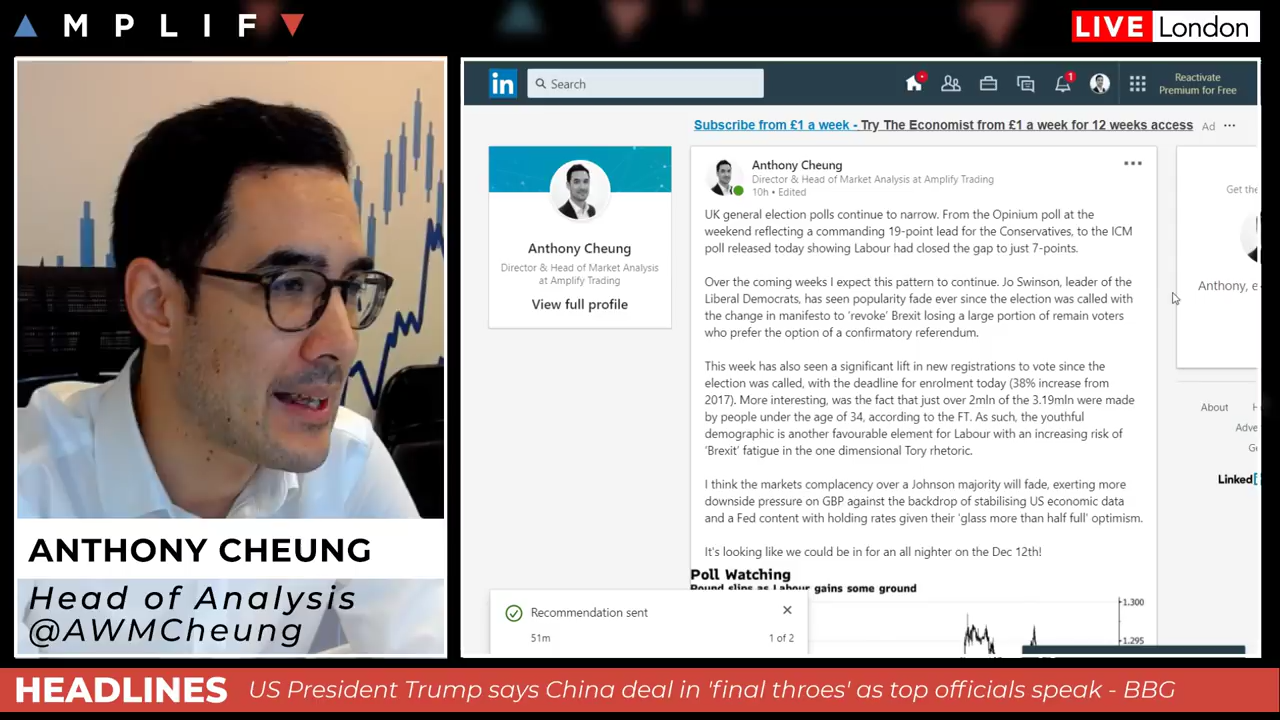 AMPLIFY
LIVE London
in
Search
1
Reactivate
Premium for Free
Subscribe from £1 a week - Try The Economist from £1 a week for 12 weeks access Ad ···
Anthony Cheung
Director & Head of Market Analysis
at Amplify Trading
View full profile
Anthony Cheung
Director & Head of Market Analysis at Amplify Trading
10h • Edited
UK general election polls continue to narrow. From the Opinium poll at the
weekend reflecting a commanding 19-point lead for the Conservatives, to the ICM
poll released today showing Labour had closed the gap to just 7-points.
Over the coming weeks I expect this pattern to continue. Jo Swinson, leader of the
Liberal Democrats, has seen popularity fade ever since the election was called with
the change in manifesto to 'revoke' Brexit losing a large portion of remain voters
who prefer the option of a confirmatory referendum.
This week has also seen a significant lift in new registrations to vote since the
election was called, with the deadline for enrolment today (38% increase from
2017). More interesting, was the fact that just over 2mln of the 3.19mln were made
by people under the age of 34, according to the FT. As such, the youthful
demographic is another favourable element for Labour with an increasing risk of
'Brexit' fatigue in the one dimensional Tory rhetoric.
I think the markets complacency over a Johnson majority will fade, exerting more
downside pressure on GBP against the backdrop of stabilising US economic data
and a Fed content with holding rates given their 'glass more than half full' optimism.
It's looking like we could be in for an all nighter on the Dec 12th!
Poll Watching
Pound slips as Labour gains some ground
1.300
1.295
Recommendation sent
51m
1 of 2
Get the
Anthony, e
About
Adve
Linked
ANTHONY CHEUNG
Head of Analysis
@AWMCheung
HEADLINES US President Trump says China deal in 'final throes' as top officials speak - BBG